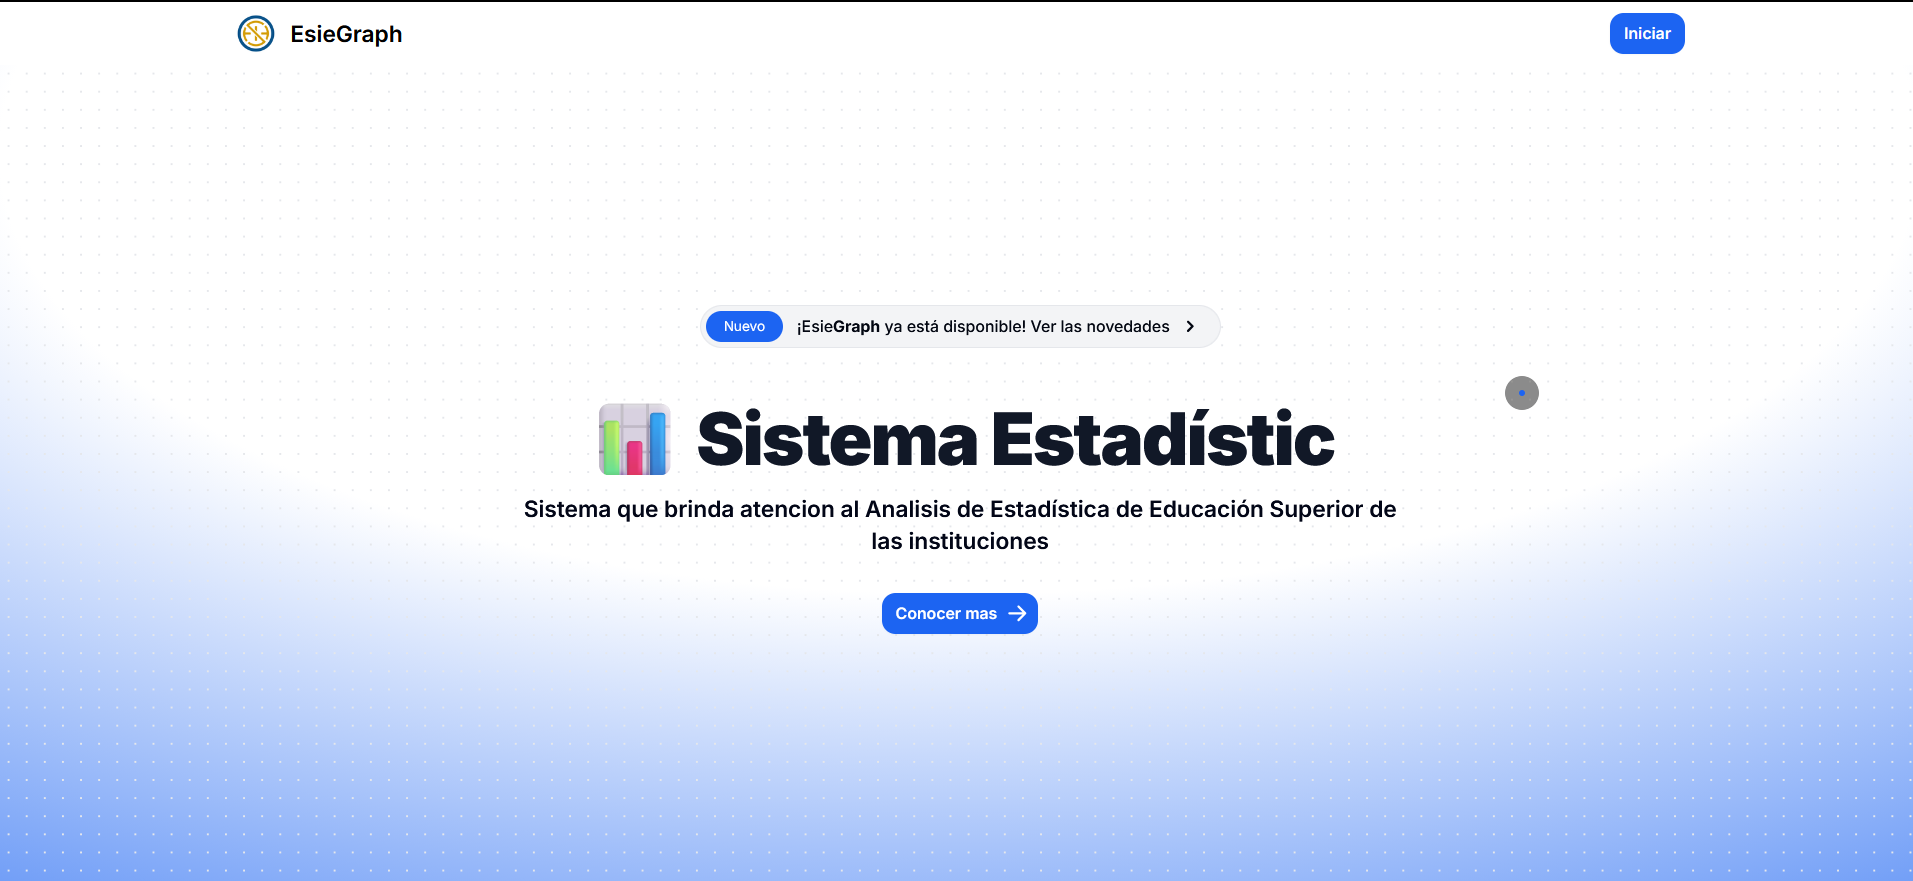 EsieGraph
Iniciar
Nuevo ¡EsieGraph ya está disponible! Ver las novedades
Sistema Estadístic
Sistema que brinda atencion al Analisis de Estadística de Educación Superior de
las instituciones
Conocer mas